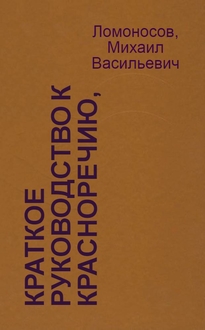 Ломоносов,
Михаил
Васильевич
КРАТКОЕ
РУКОВОДСТВО К
КРАСНОРЕЧИЮ,